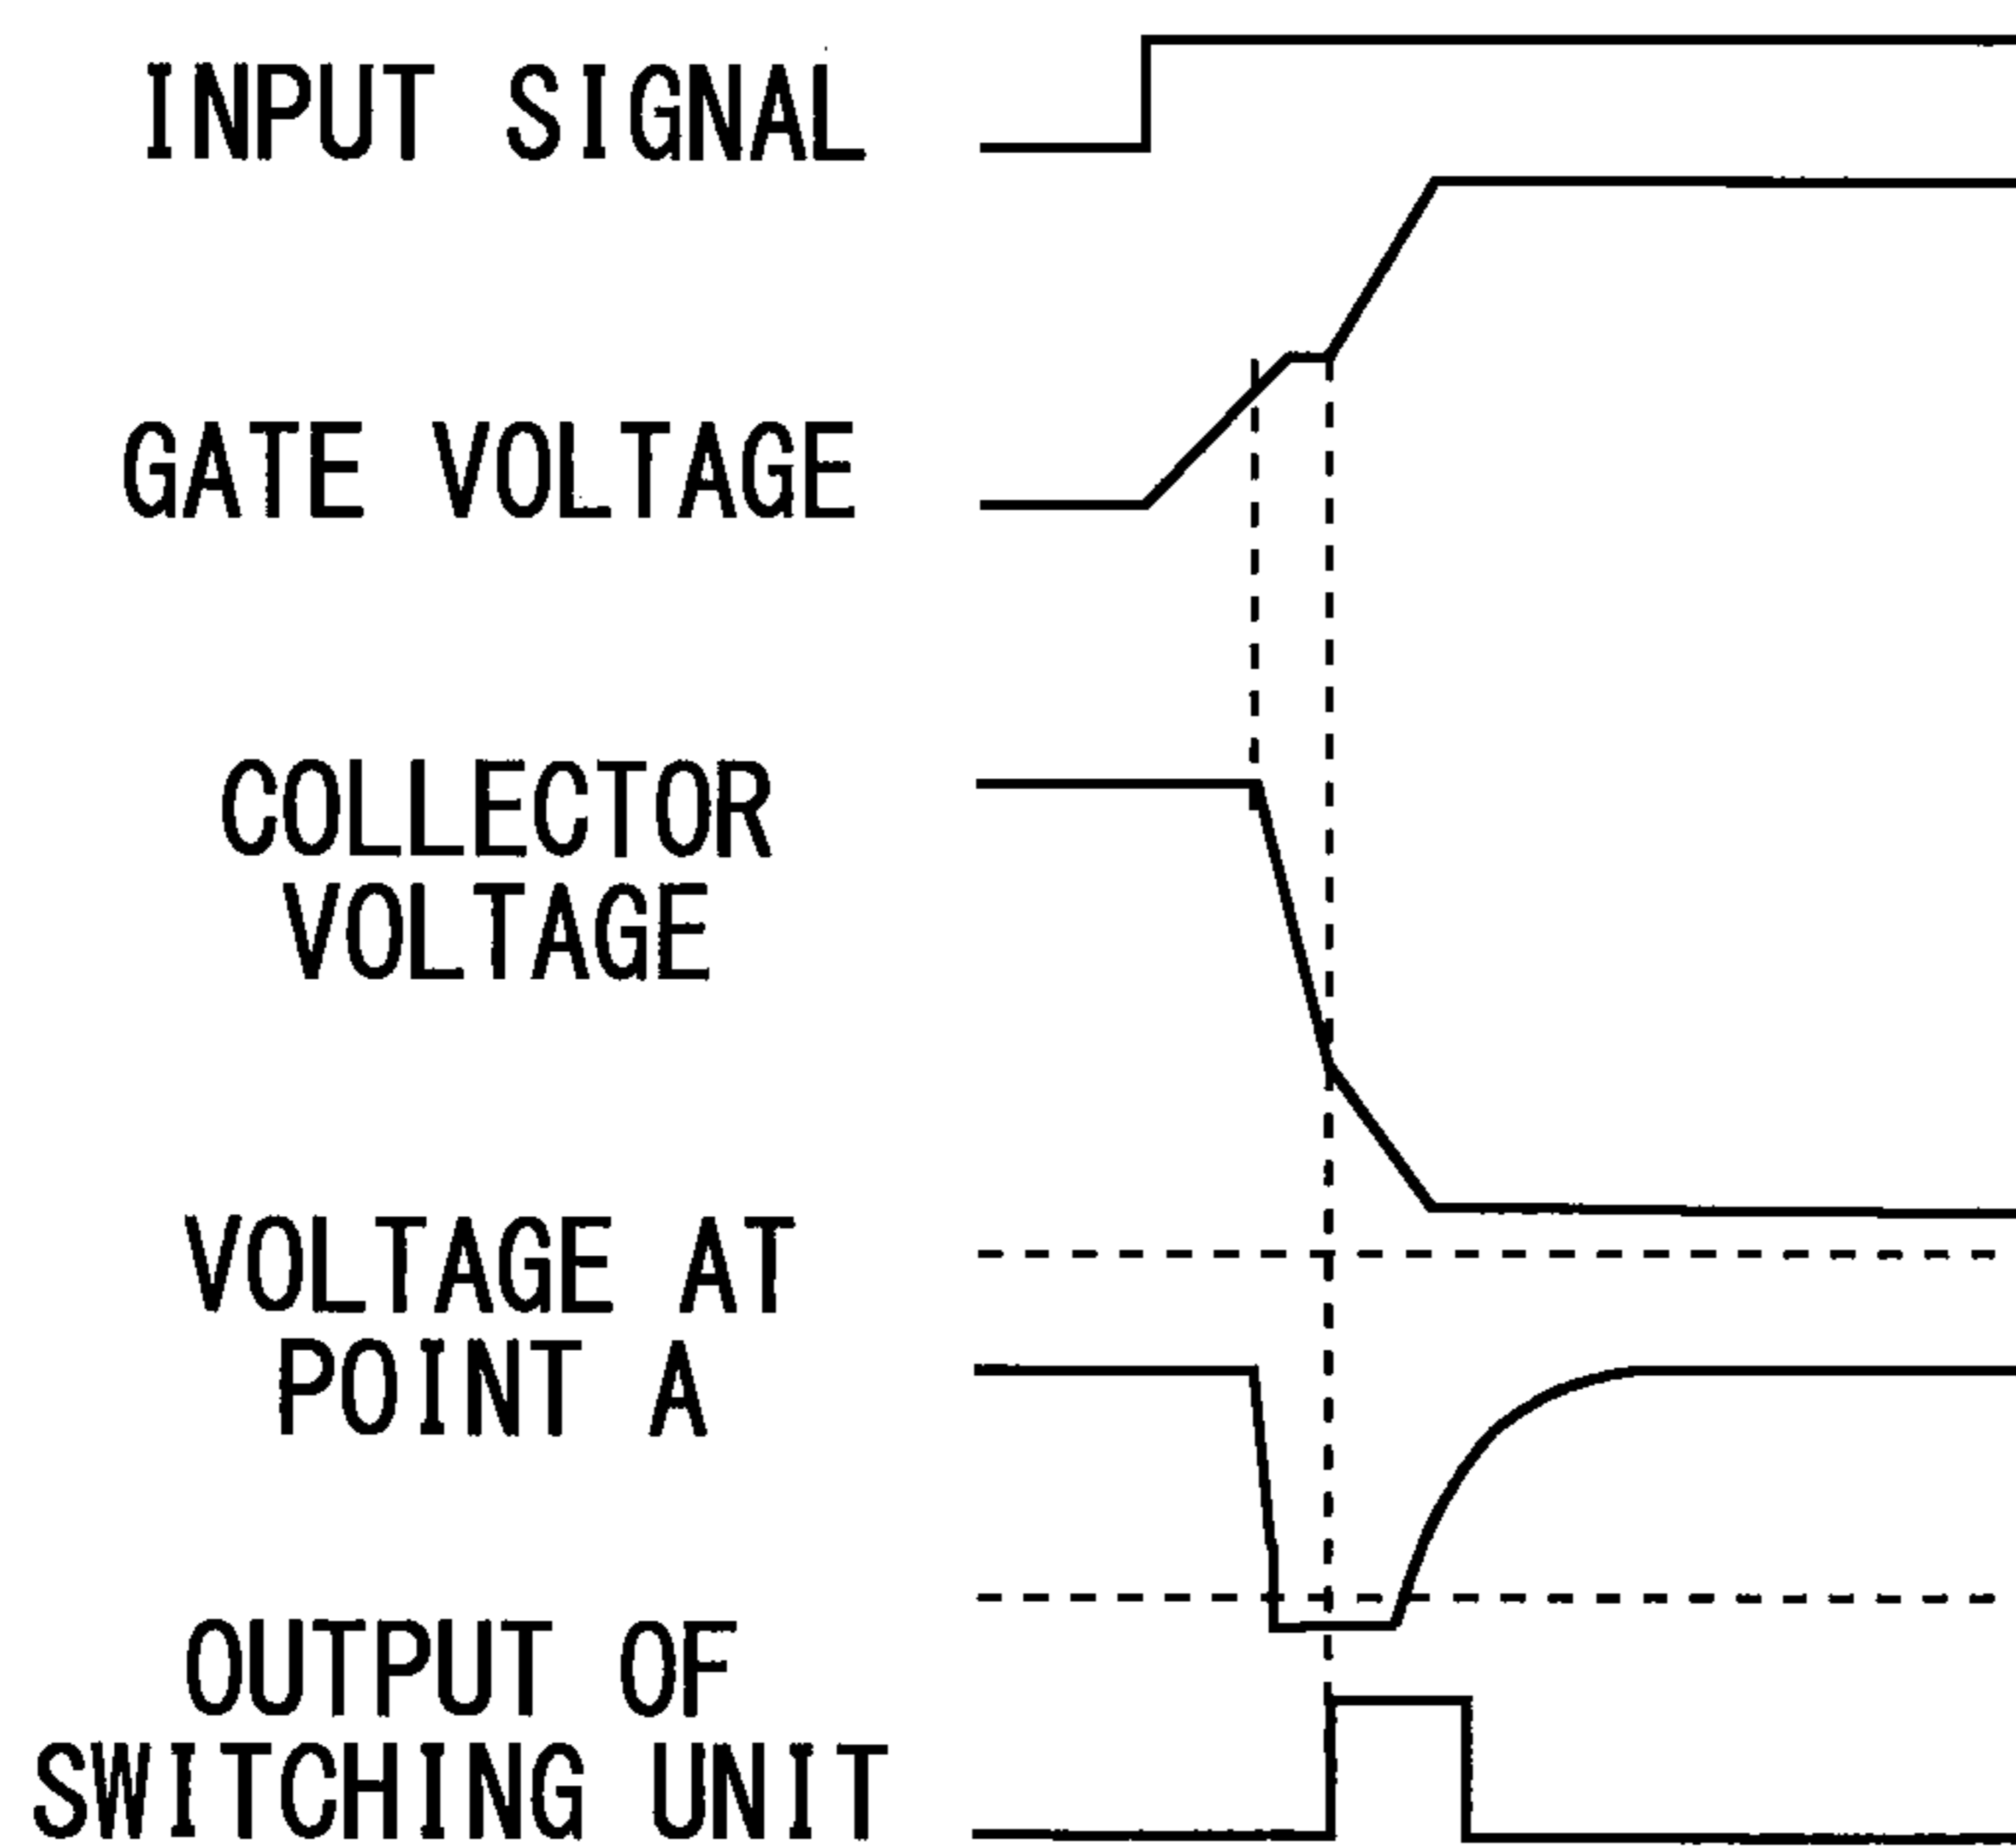 INPUT SIGNAL
GATE VOLTAGE
COLLECTOR
VOLTAGE
VOLTAGE AT
POINT A
OUTPUT OF
SWITCHING UNIT